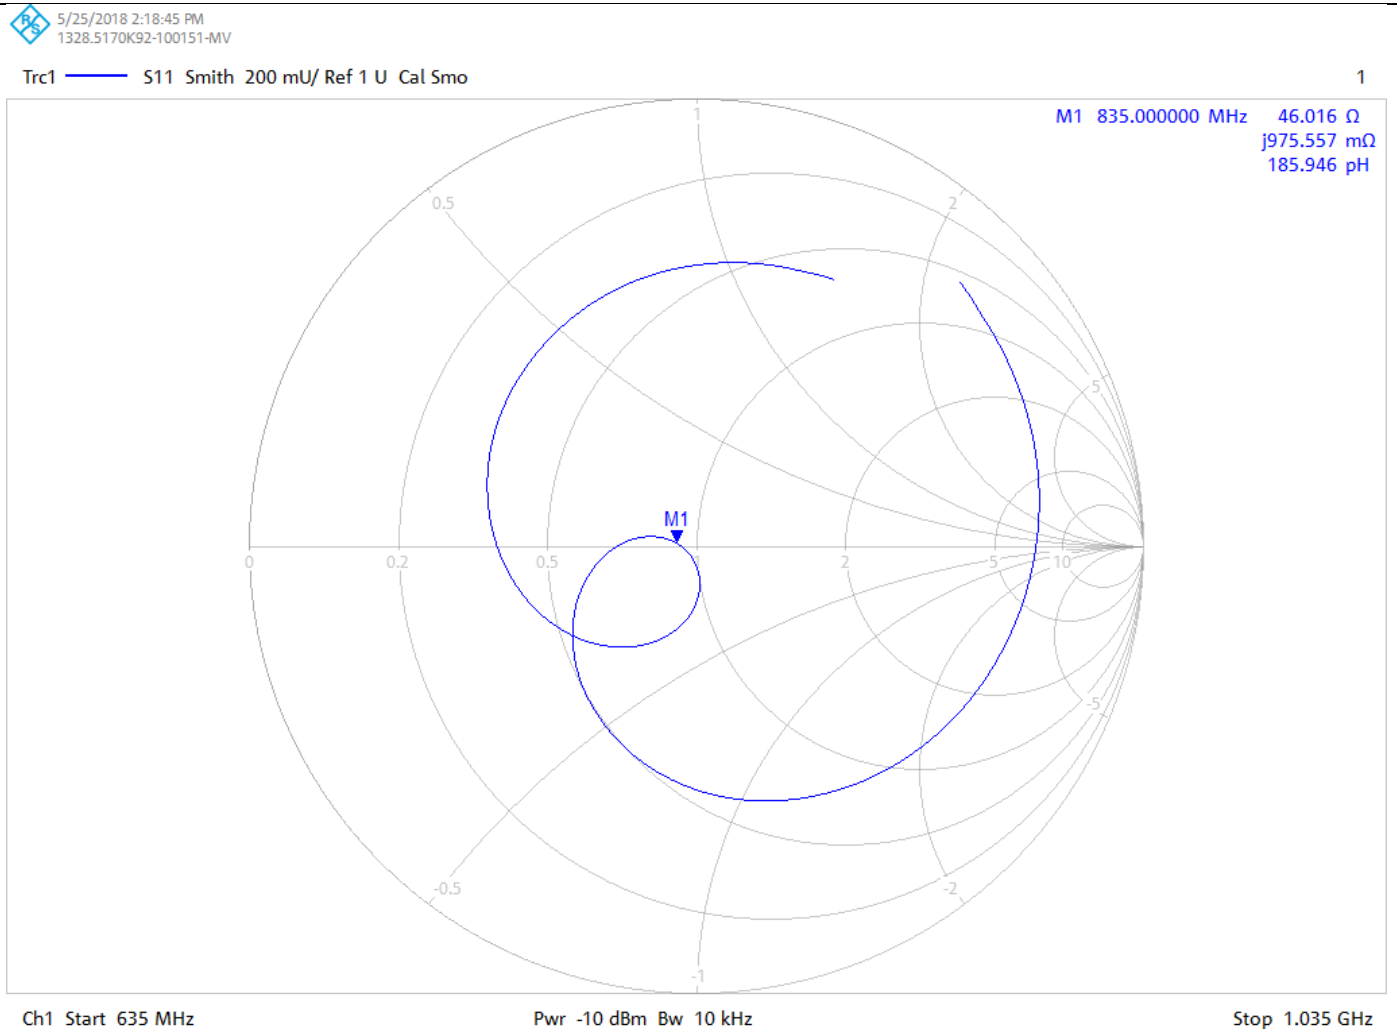 R&S
5/25/2018 2:18:45 PM
1328.5170K92-100151-MV
Trc1 S11 Smith 200 mU/ Ref 1 U Cal Smo 1
M1 835.000000 MHz 46.016 Ω
j975.557 mΩ
185.946 pH
1
0.5 2
5
M1
0 0.2 0.5 1 2 5 10
-5
-0.5 -2
-1
Ch1 Start 635 MHz Pwr -10 dBm Bw 10 kHz Stop 1.035 GHz